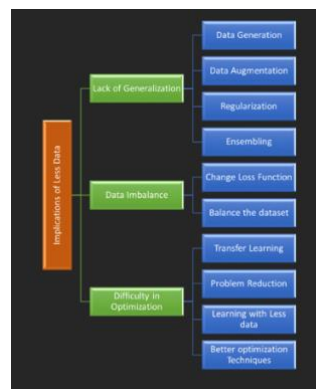 Implications of Less Data
Lack of Generalization
Data Generation
Data Augmentation
Regularization
Ensembling
Data Imbalance
Change Loss Function
Balance the dataset
Difficulty in
Optimization
Transfer Learning
Problem Reduction
Learning with Less
data
Better optimization
Techniques